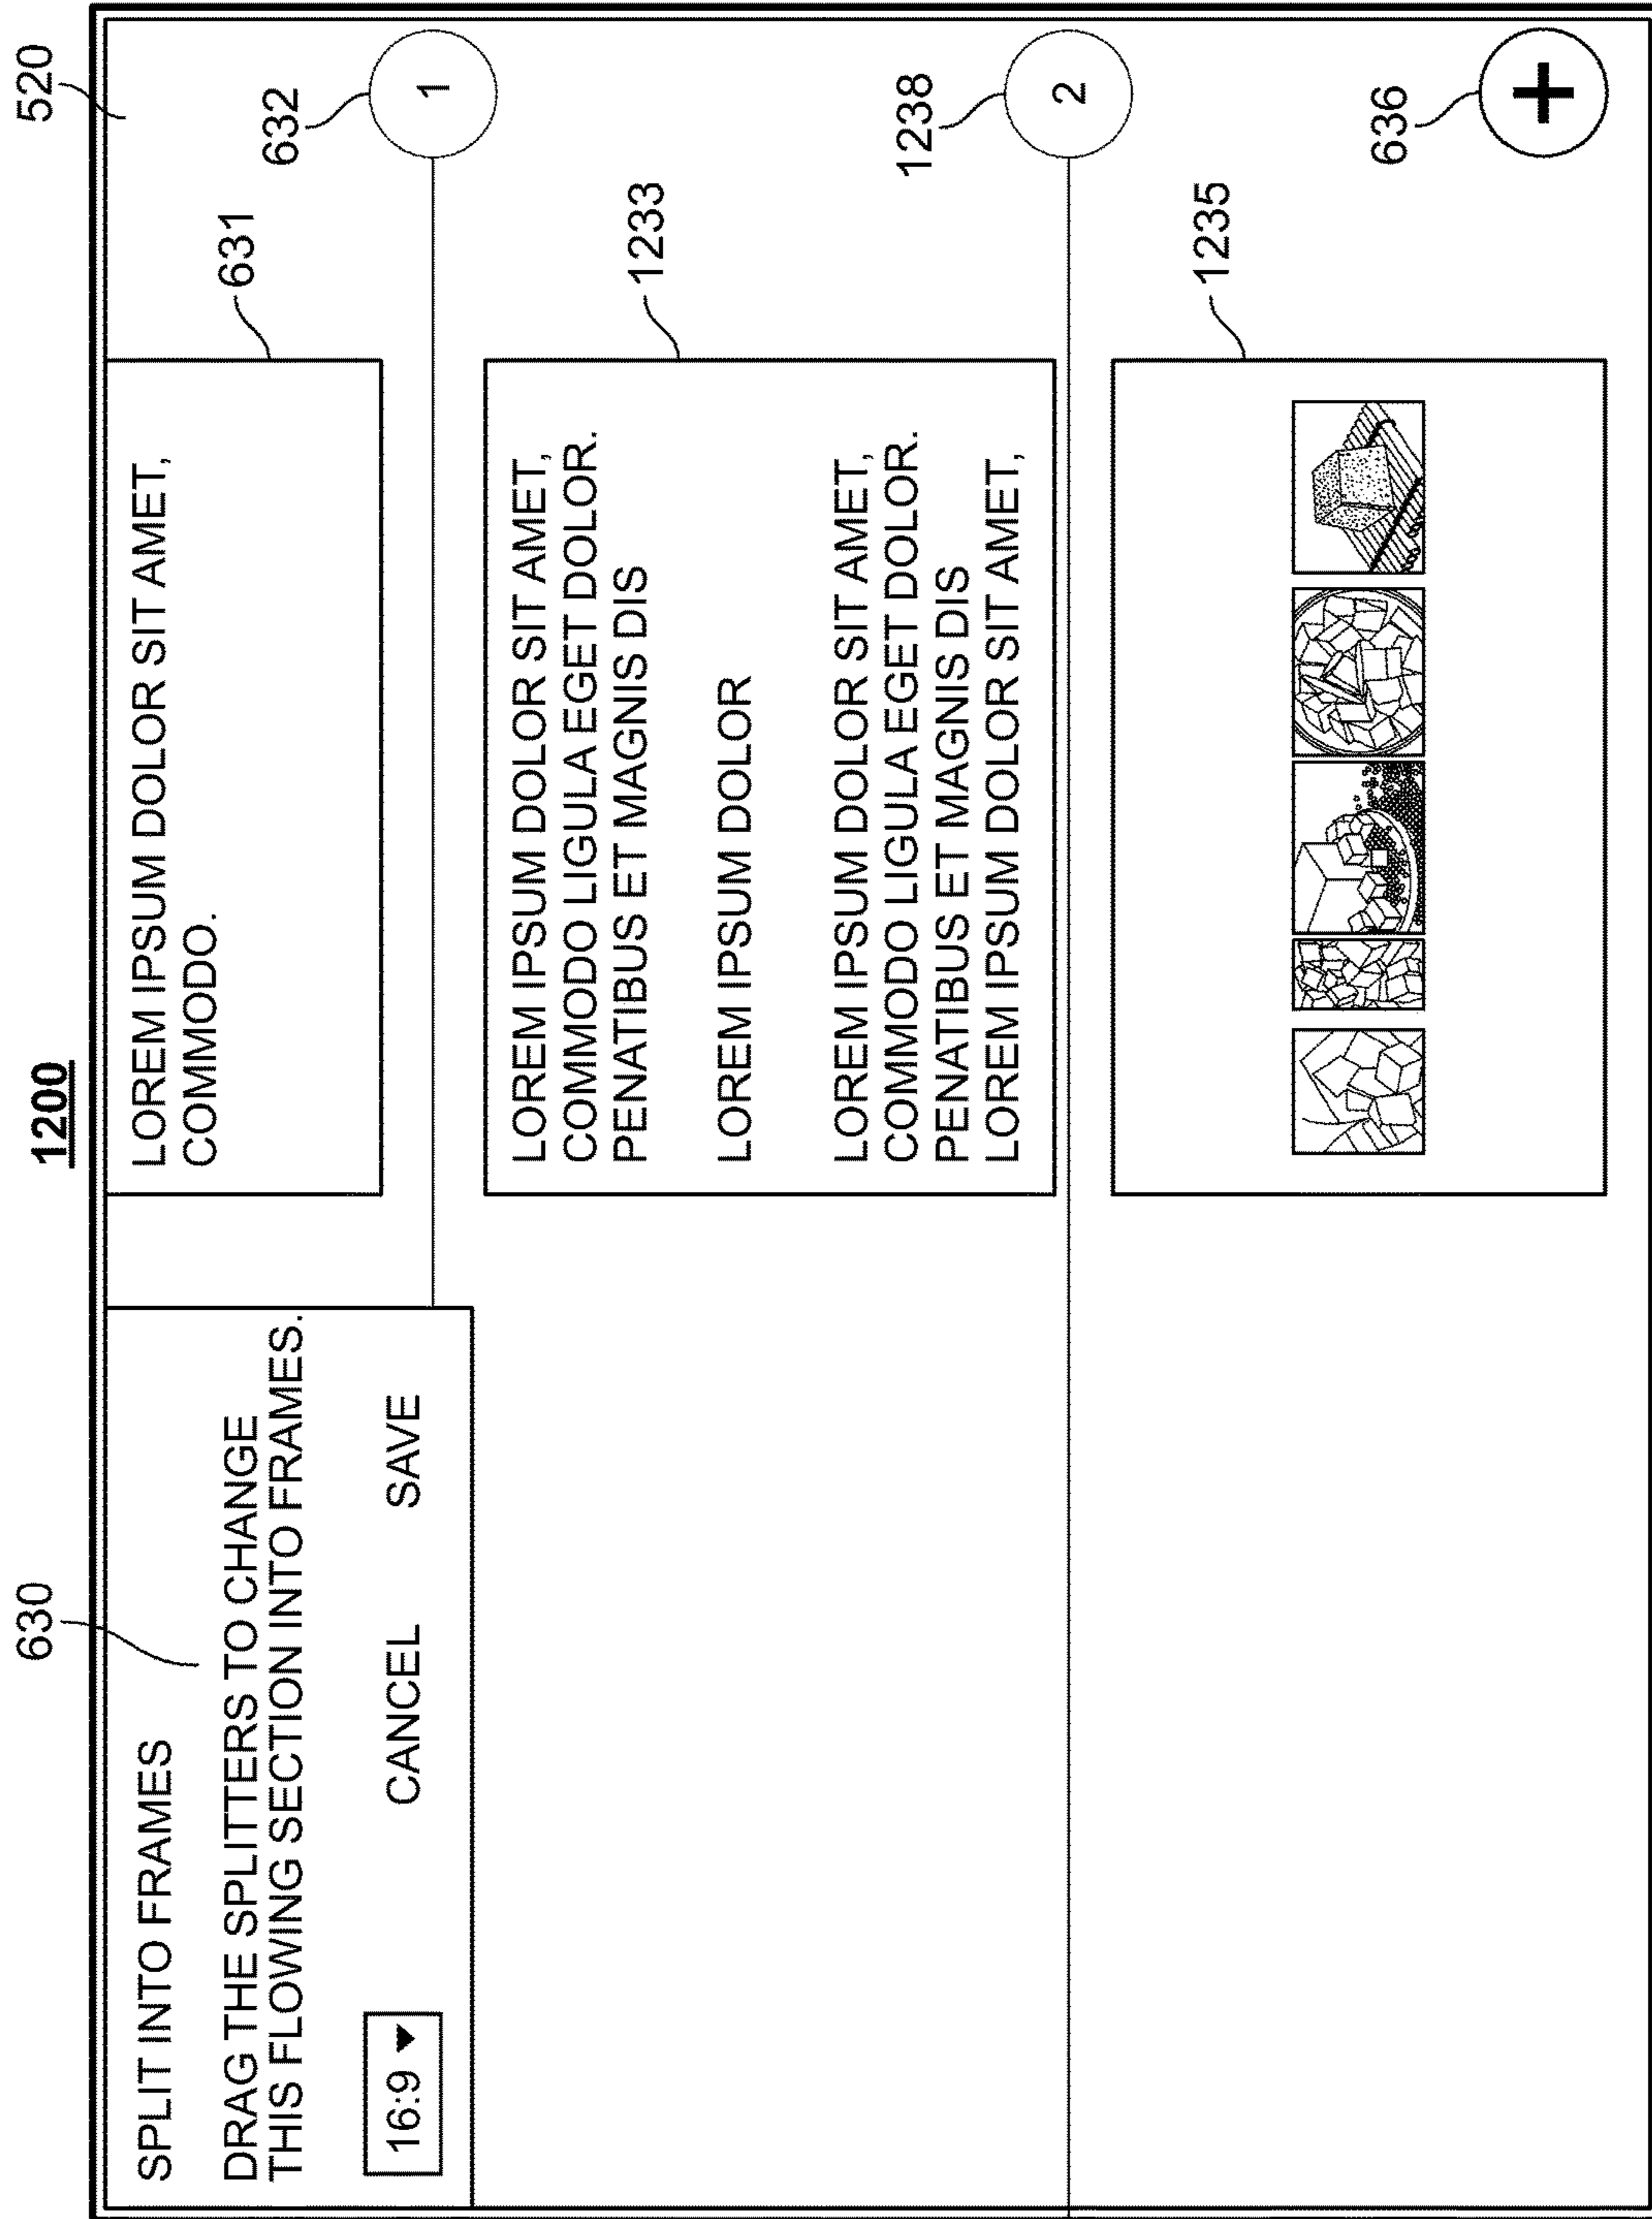 1200
520
630
SPLIT INTO FRAMES
DRAG THE SPLITTERS TO CHANGE
THIS FLOWING SECTION INTO FRAMES.
16:9
CANCEL
SAVE
LOREM IPSUM DOLOR SIT AMET,
COMMODO.
631
632
1
LOREM IPSUM DOLOR SIT AMET,
COMMODO LIGULA EGET DOLOR.
PENATIBUS ET MAGNIS DIS
LOREM IPSUM DOLOR
LOREM IPSUM DOLOR SIT AMET,
COMMODO LIGULA EGET DOLOR.
PENATIBUS ET MAGNIS DIS
LOREM IPSUM DOLOR SIT AMET,
1233
1238
2
1235
636
+